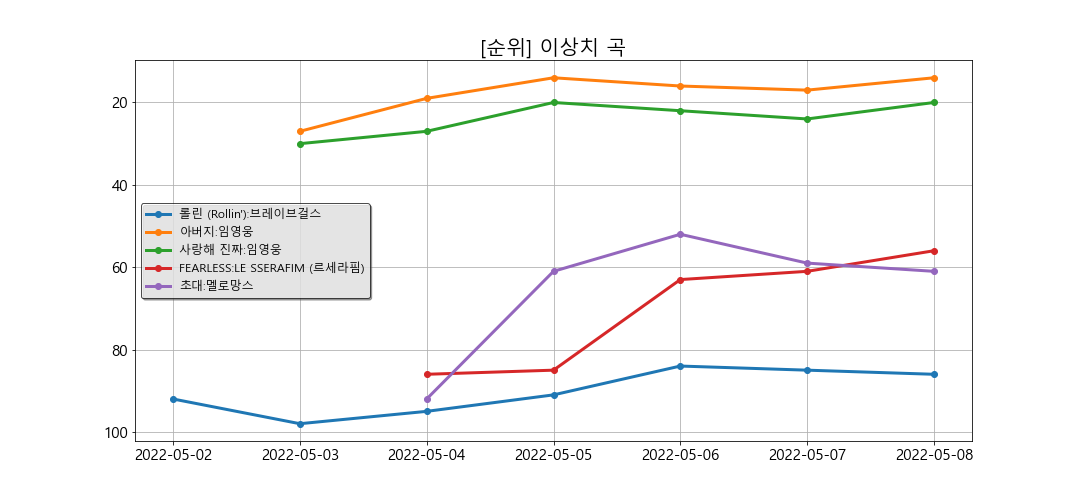 [순위] 이상치 곡
20
40
60
80
100
롤린 (Rollin'):브레이브걸스
아버지:임영웅
사랑해 진짜:임영웅
FEARLESS:LE SSERAFIM (르세라핌)
초대:멜로망스
2022-05-02
2022-05-03
2022-05-04
2022-05-05
2022-05-06
2022-05-07
2022-05-08